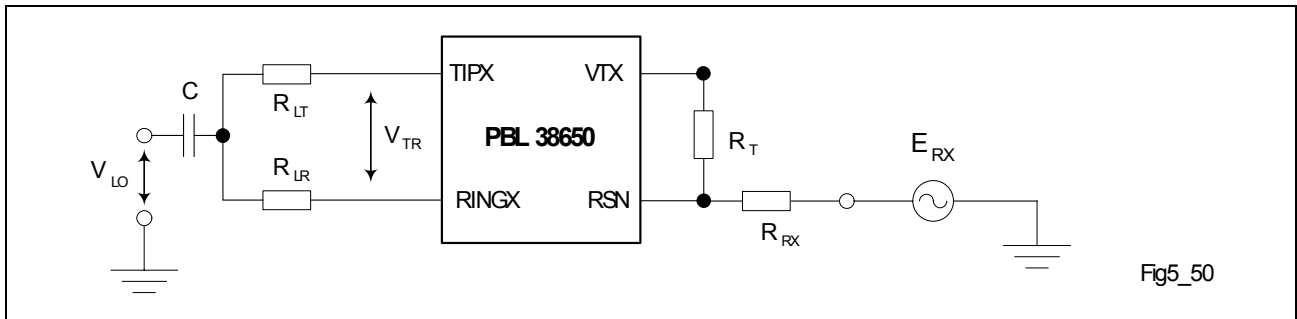 C
R LT
TIPX
VTX
V LO
V TR
PBL 38650
R T
E RX
R LR
RINGX
RSN
R RX
Fig5_50